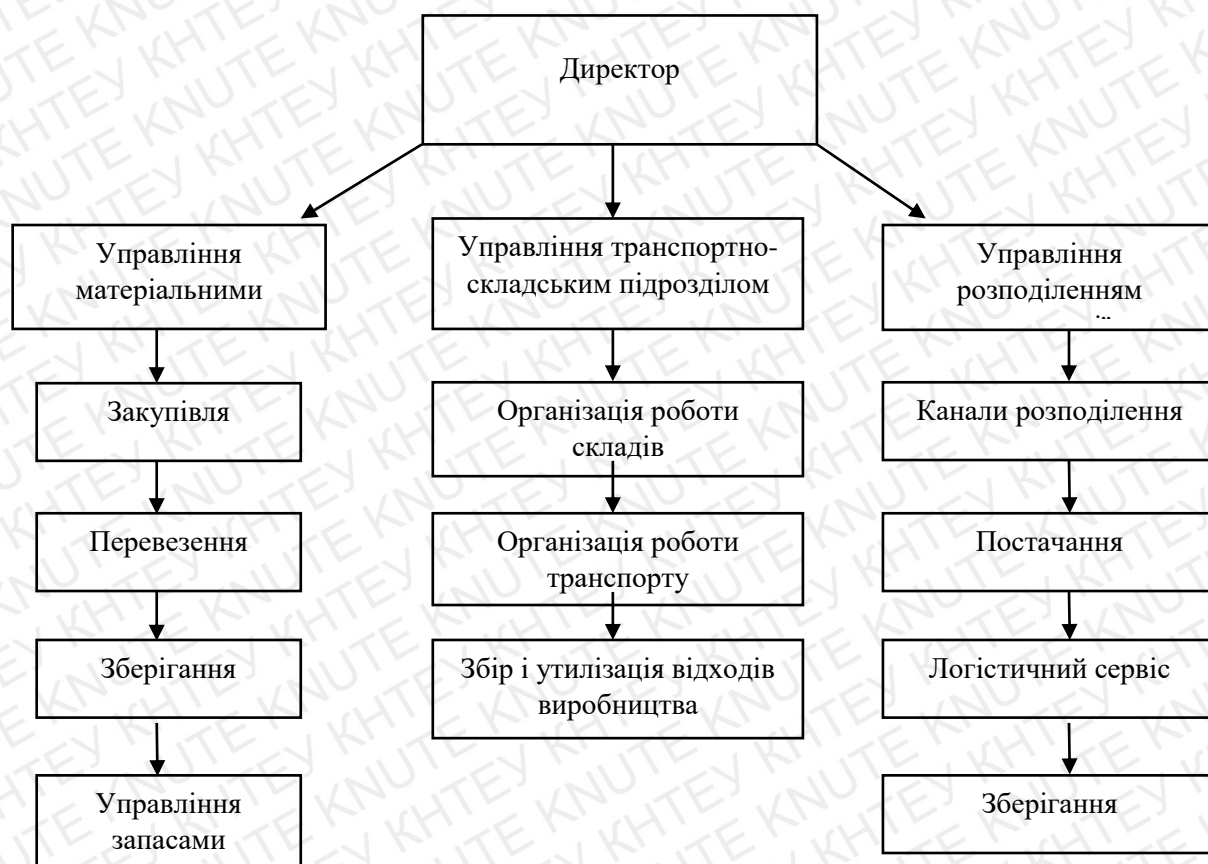 Директор
Управління
матеріальними
Управління транспортно-
складським підрозділом
Управління
розподіленням
Закупівля
Організація роботи
складів
Канали розподілення
Перевезення
Організація роботи
транспорту
Постачання
Зберігання
Збір і утилізація відходів
виробництва
Логістичний сервіс
Управління
запасами
Зберігання